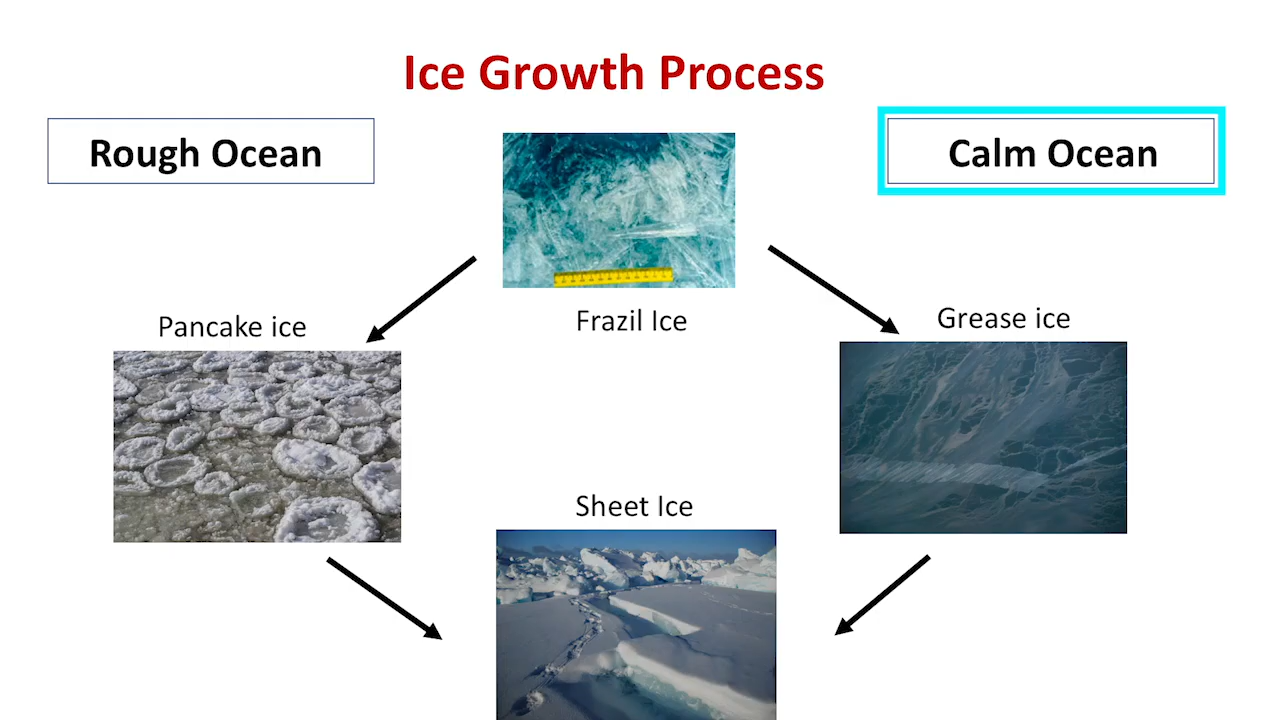 Ice Growth Process
Rough Ocean
Calm Ocean
Frazil Ice
Pancake ice
Grease ice
Sheet Ice